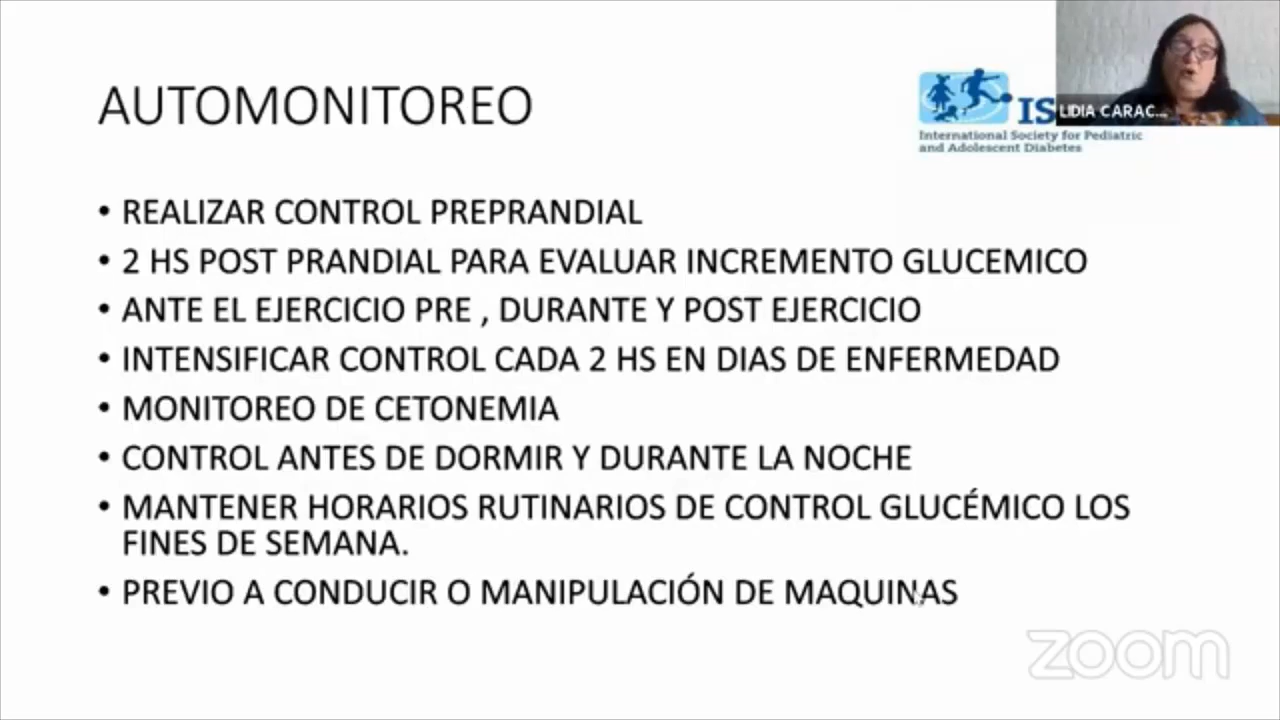 AUTOMONITOREO
IS
International Society for Pediatric
and Adolescent Diabetes
LIDIA CARAC...
• REALIZAR CONTROL PREPRANDIAL
• 2 HS POST PRANDIAL PARA EVALUAR INCREMENTO GLUCEMICO
• ANTE EL EJERCICIO PRE , DURANTE Y POST EJERCICIO
• INTENSIFICAR CONTROL CADA 2 HS EN DIAS DE ENFERMEDAD
• MONITOREO DE CETONEMIA
• CONTROL ANTES DE DORMIR Y DURANTE LA NOCHE
• MANTENER HORARIOS RUTINARIOS DE CONTROL GLUCÉMICO LOS
FINES DE SEMANA.
• PREVIO A CONDUCIR O MANIPULACIÓN DE MAQUINAS
zoom